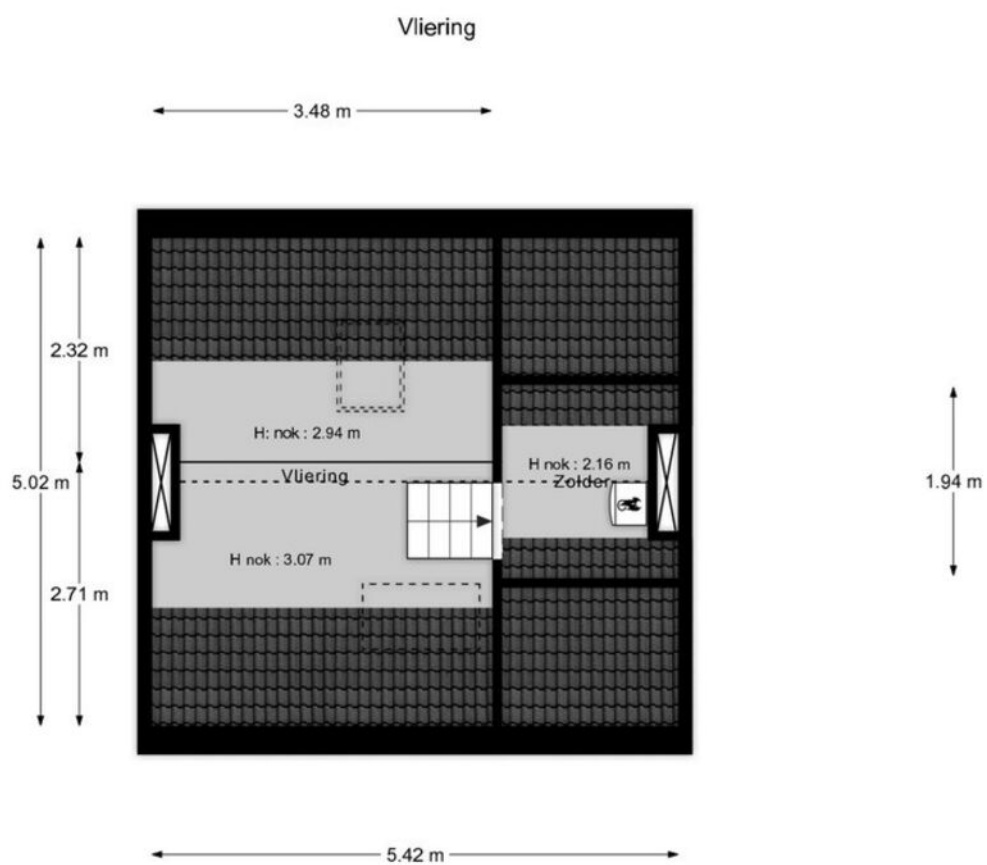 Vliering
3.48 m
2.32 m
H: nok : 2.94 m
H nok : 2.16 m
Vliering
Zolder
5.02 m
1.94 m
H nok : 3.07 m
2.71 m
5.42 m